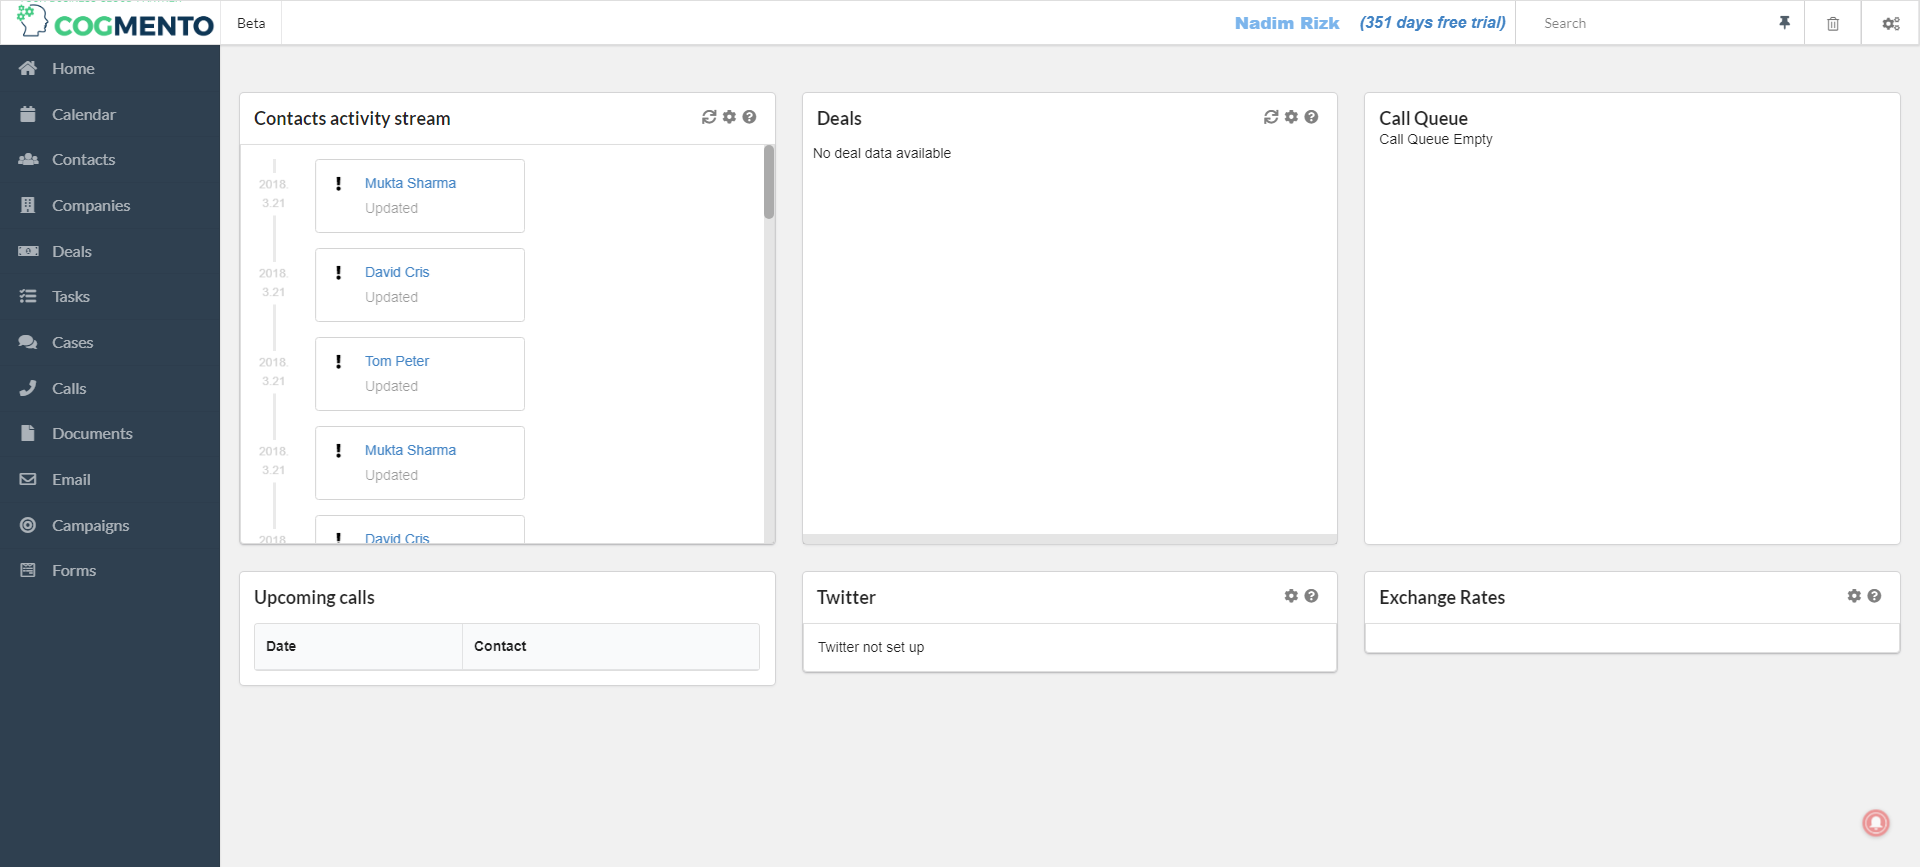 COGMENTO
Beta
Nadim Rizk
(351 days free trial)
Search
Home
Calendar
Contacts
Companies
Deals
Tasks
Cases
Calls
Documents
Email
Campaigns
Forms
Contacts activity stream
2018.
3.21
Mukta Sharma
Updated
2018.
3.21
David Cris
Updated
2018.
3.21
Tom Peter
Updated
2018.
3.21
Mukta Sharma
Updated
2018.
David Cris
Deals
No deal data available
Call Queue
Call Queue Empty
Upcoming calls
Date Contact
Twitter
Twitter not set up
Exchange Rates